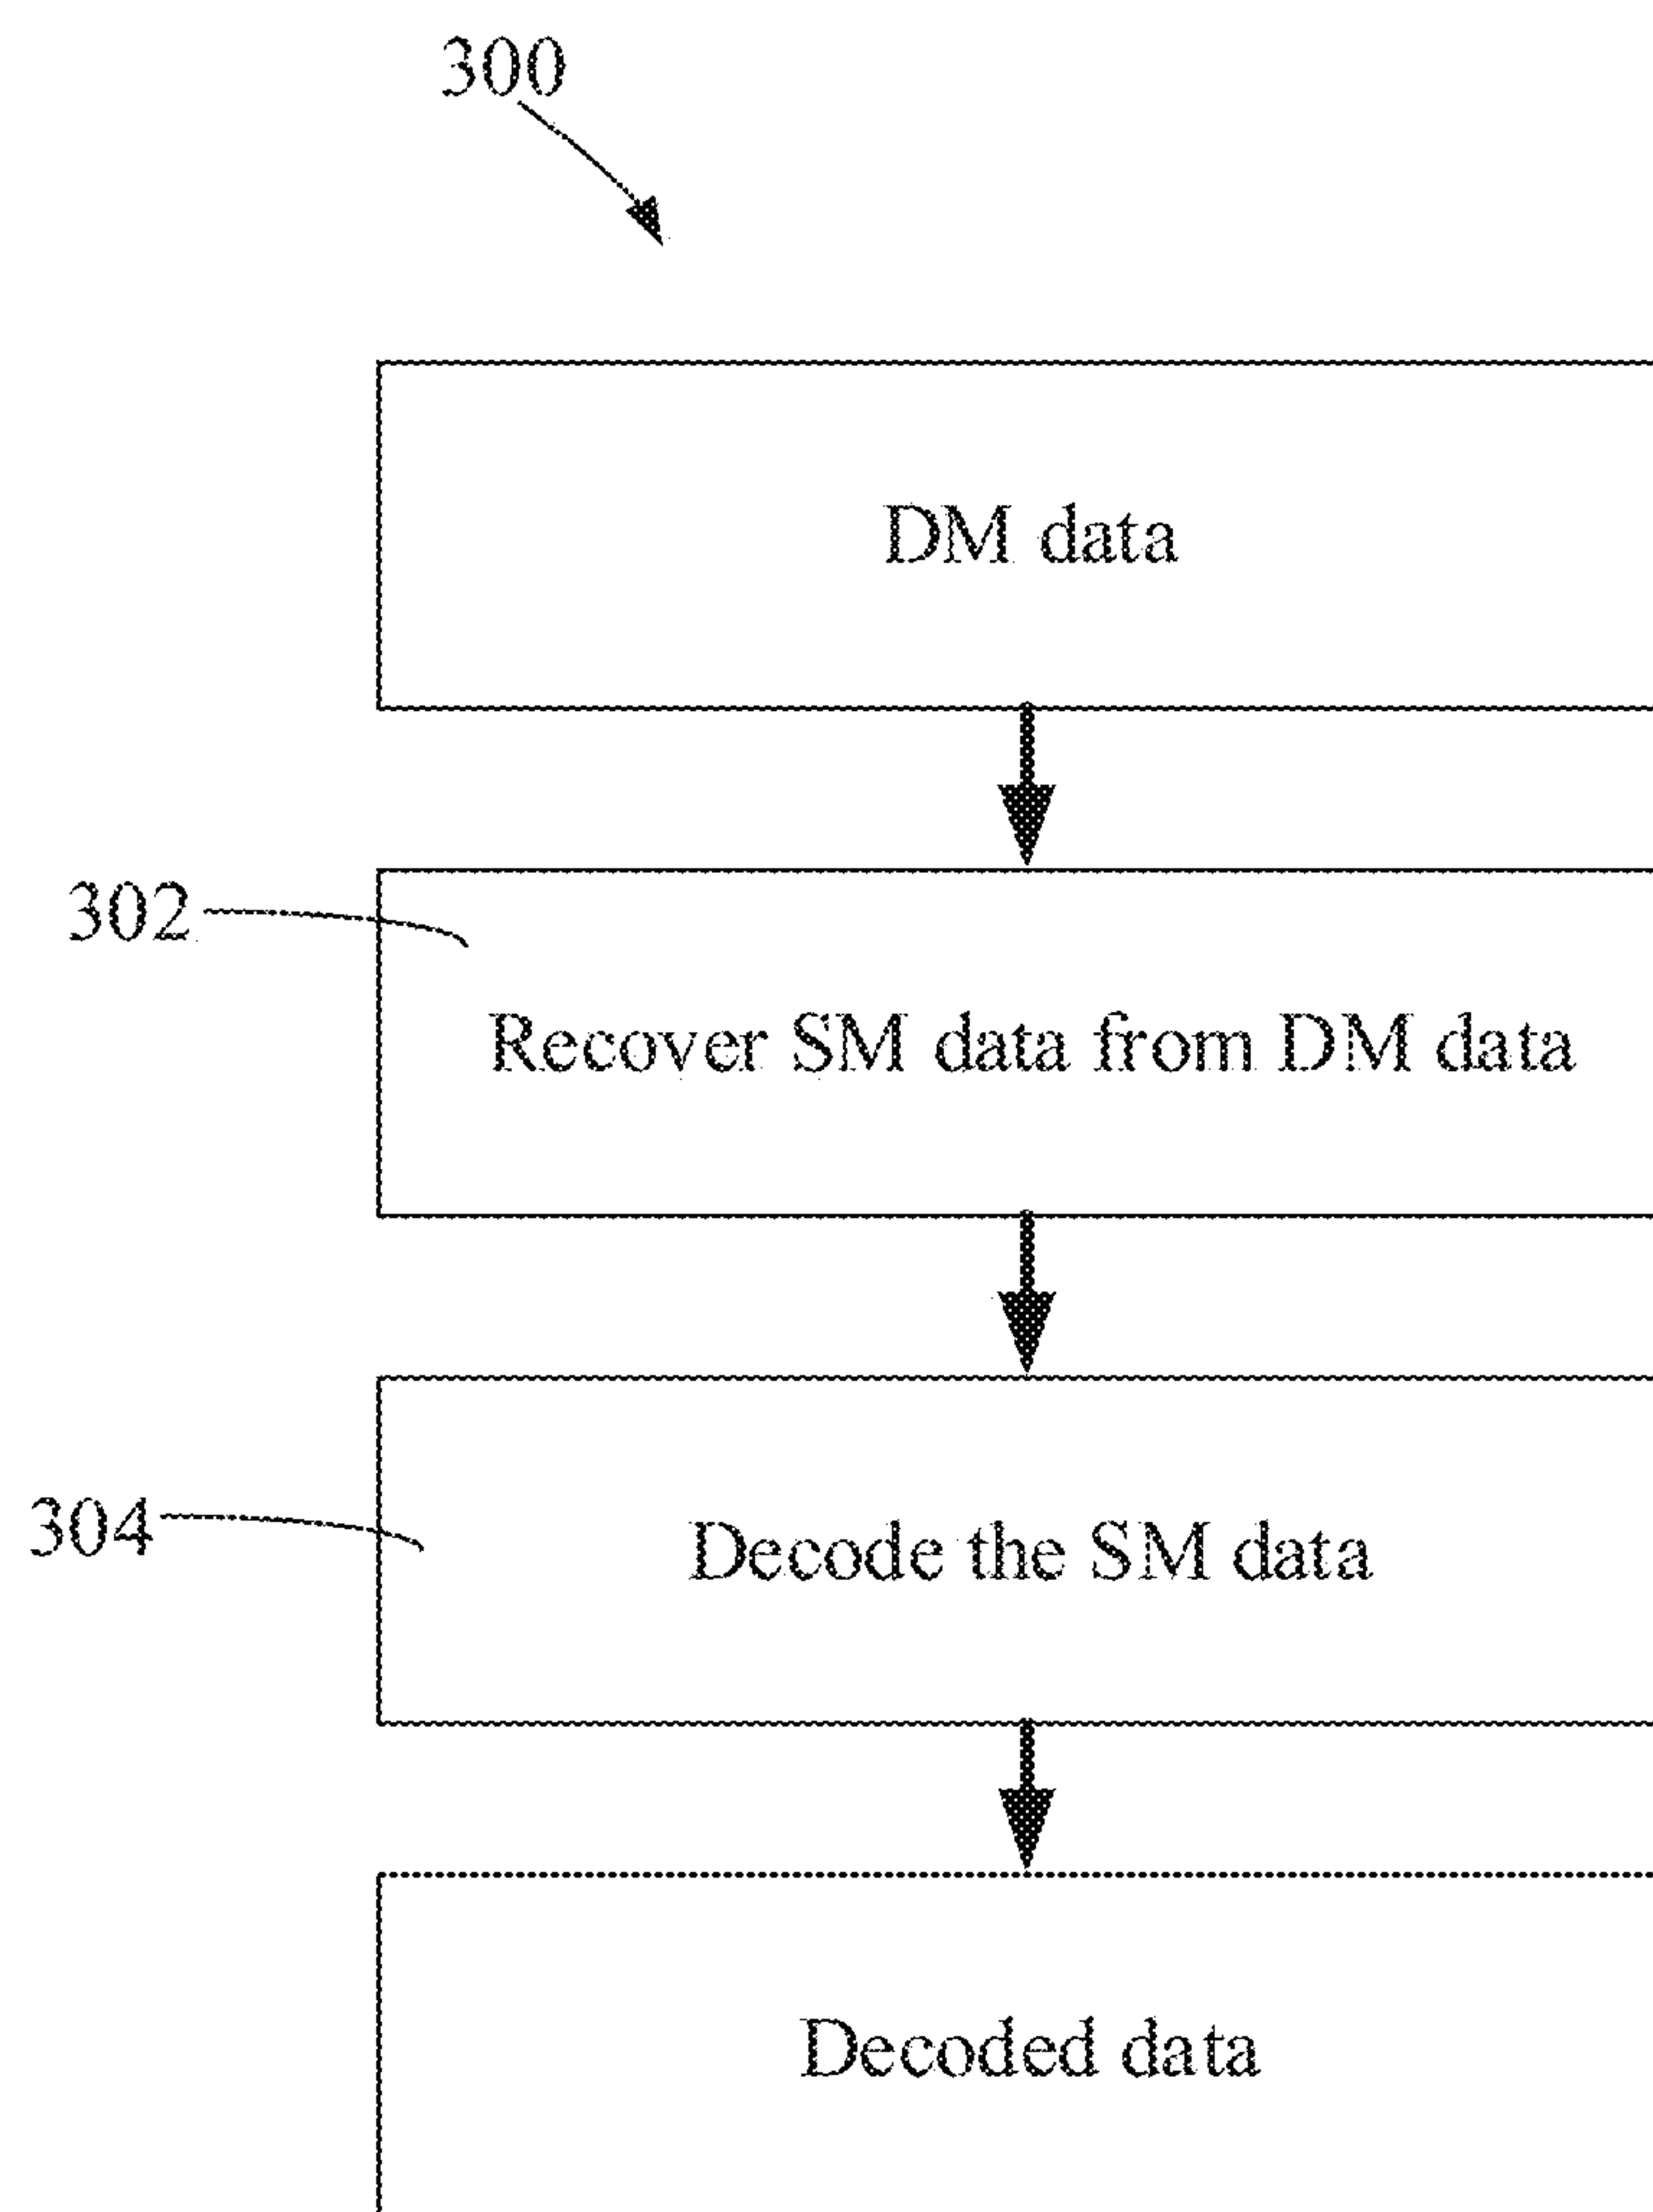 300
DM data
302
Recover SM data from DM data
304
Decode the SM data
Decoded data